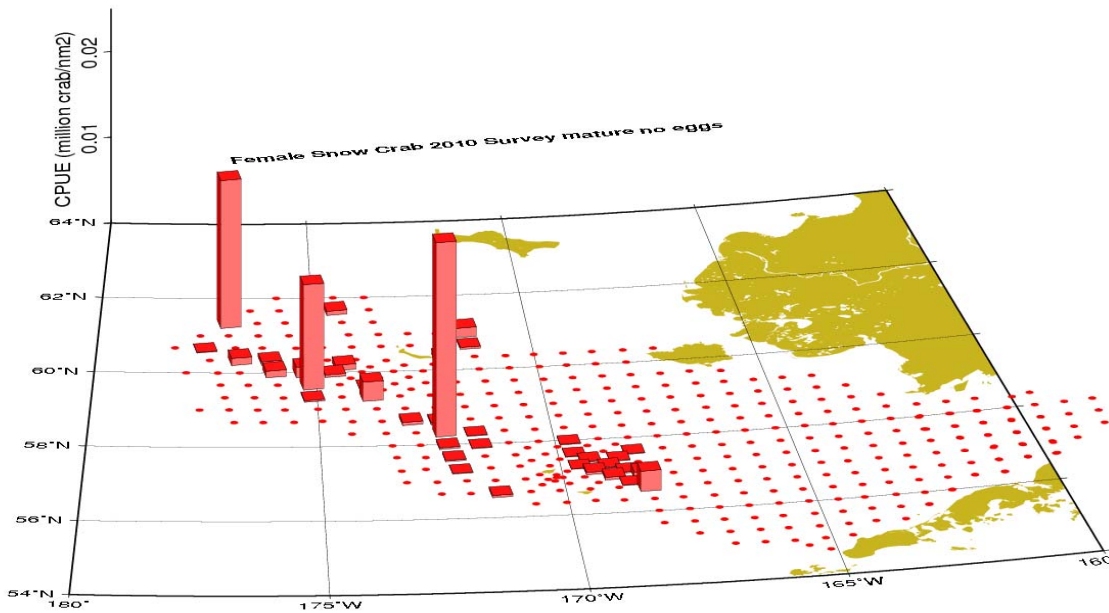 CPUE (million crab/nm2)
0.02
0.01
Female Snow Crab 2010 Survey mature no eggs
64°N
62°N
60°N
58°N
56°N
54°N
180°
175°W
170°W
165°W
160